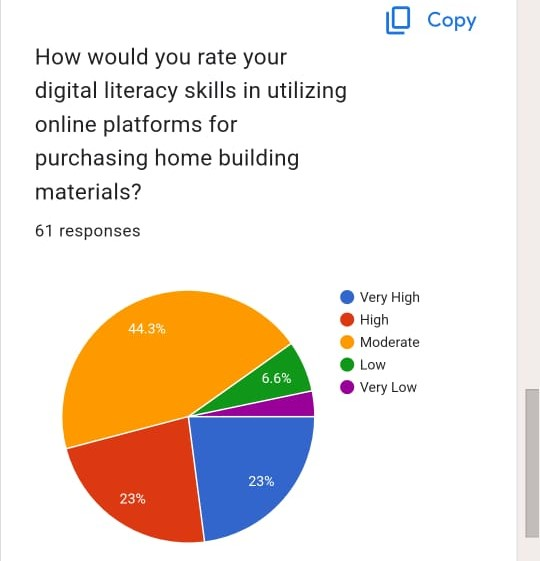 Copy
How would you rate your
digital literacy skills in utilizing
online platforms for
purchasing home building
materials?
61 responses
44.3%
6.6%
23%
23%
Very High
High
Moderate
Low
Very Low